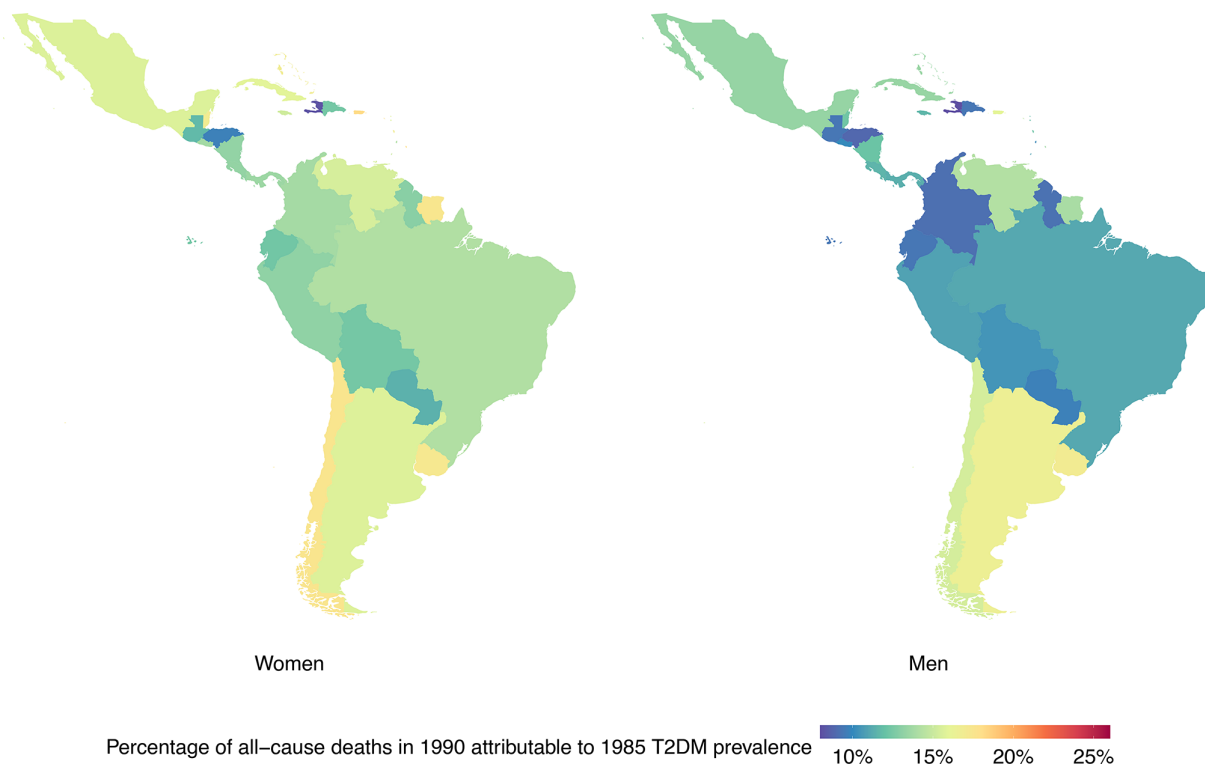 Women
Men
Percentage of all−cause deaths in 1990 attributable to 1985 T2DM prevalence
10%
15%
20%
25%